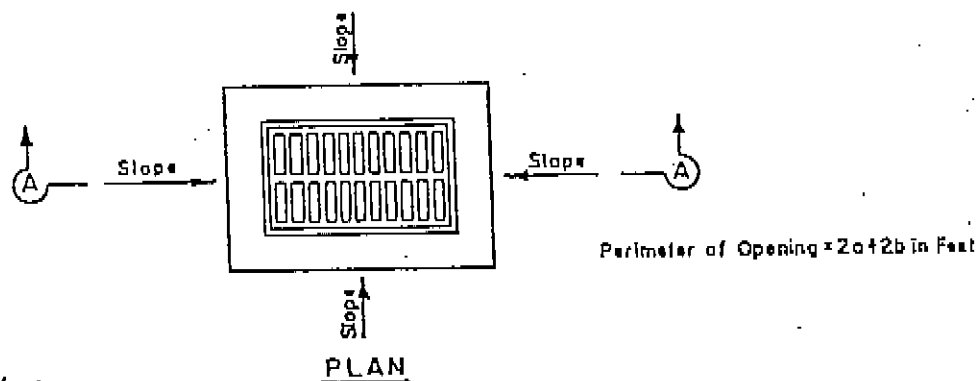 Slope
A
Slope
Slope
A
Perimeter of Opening = 2a+2b in Feet
Slope
PLAN